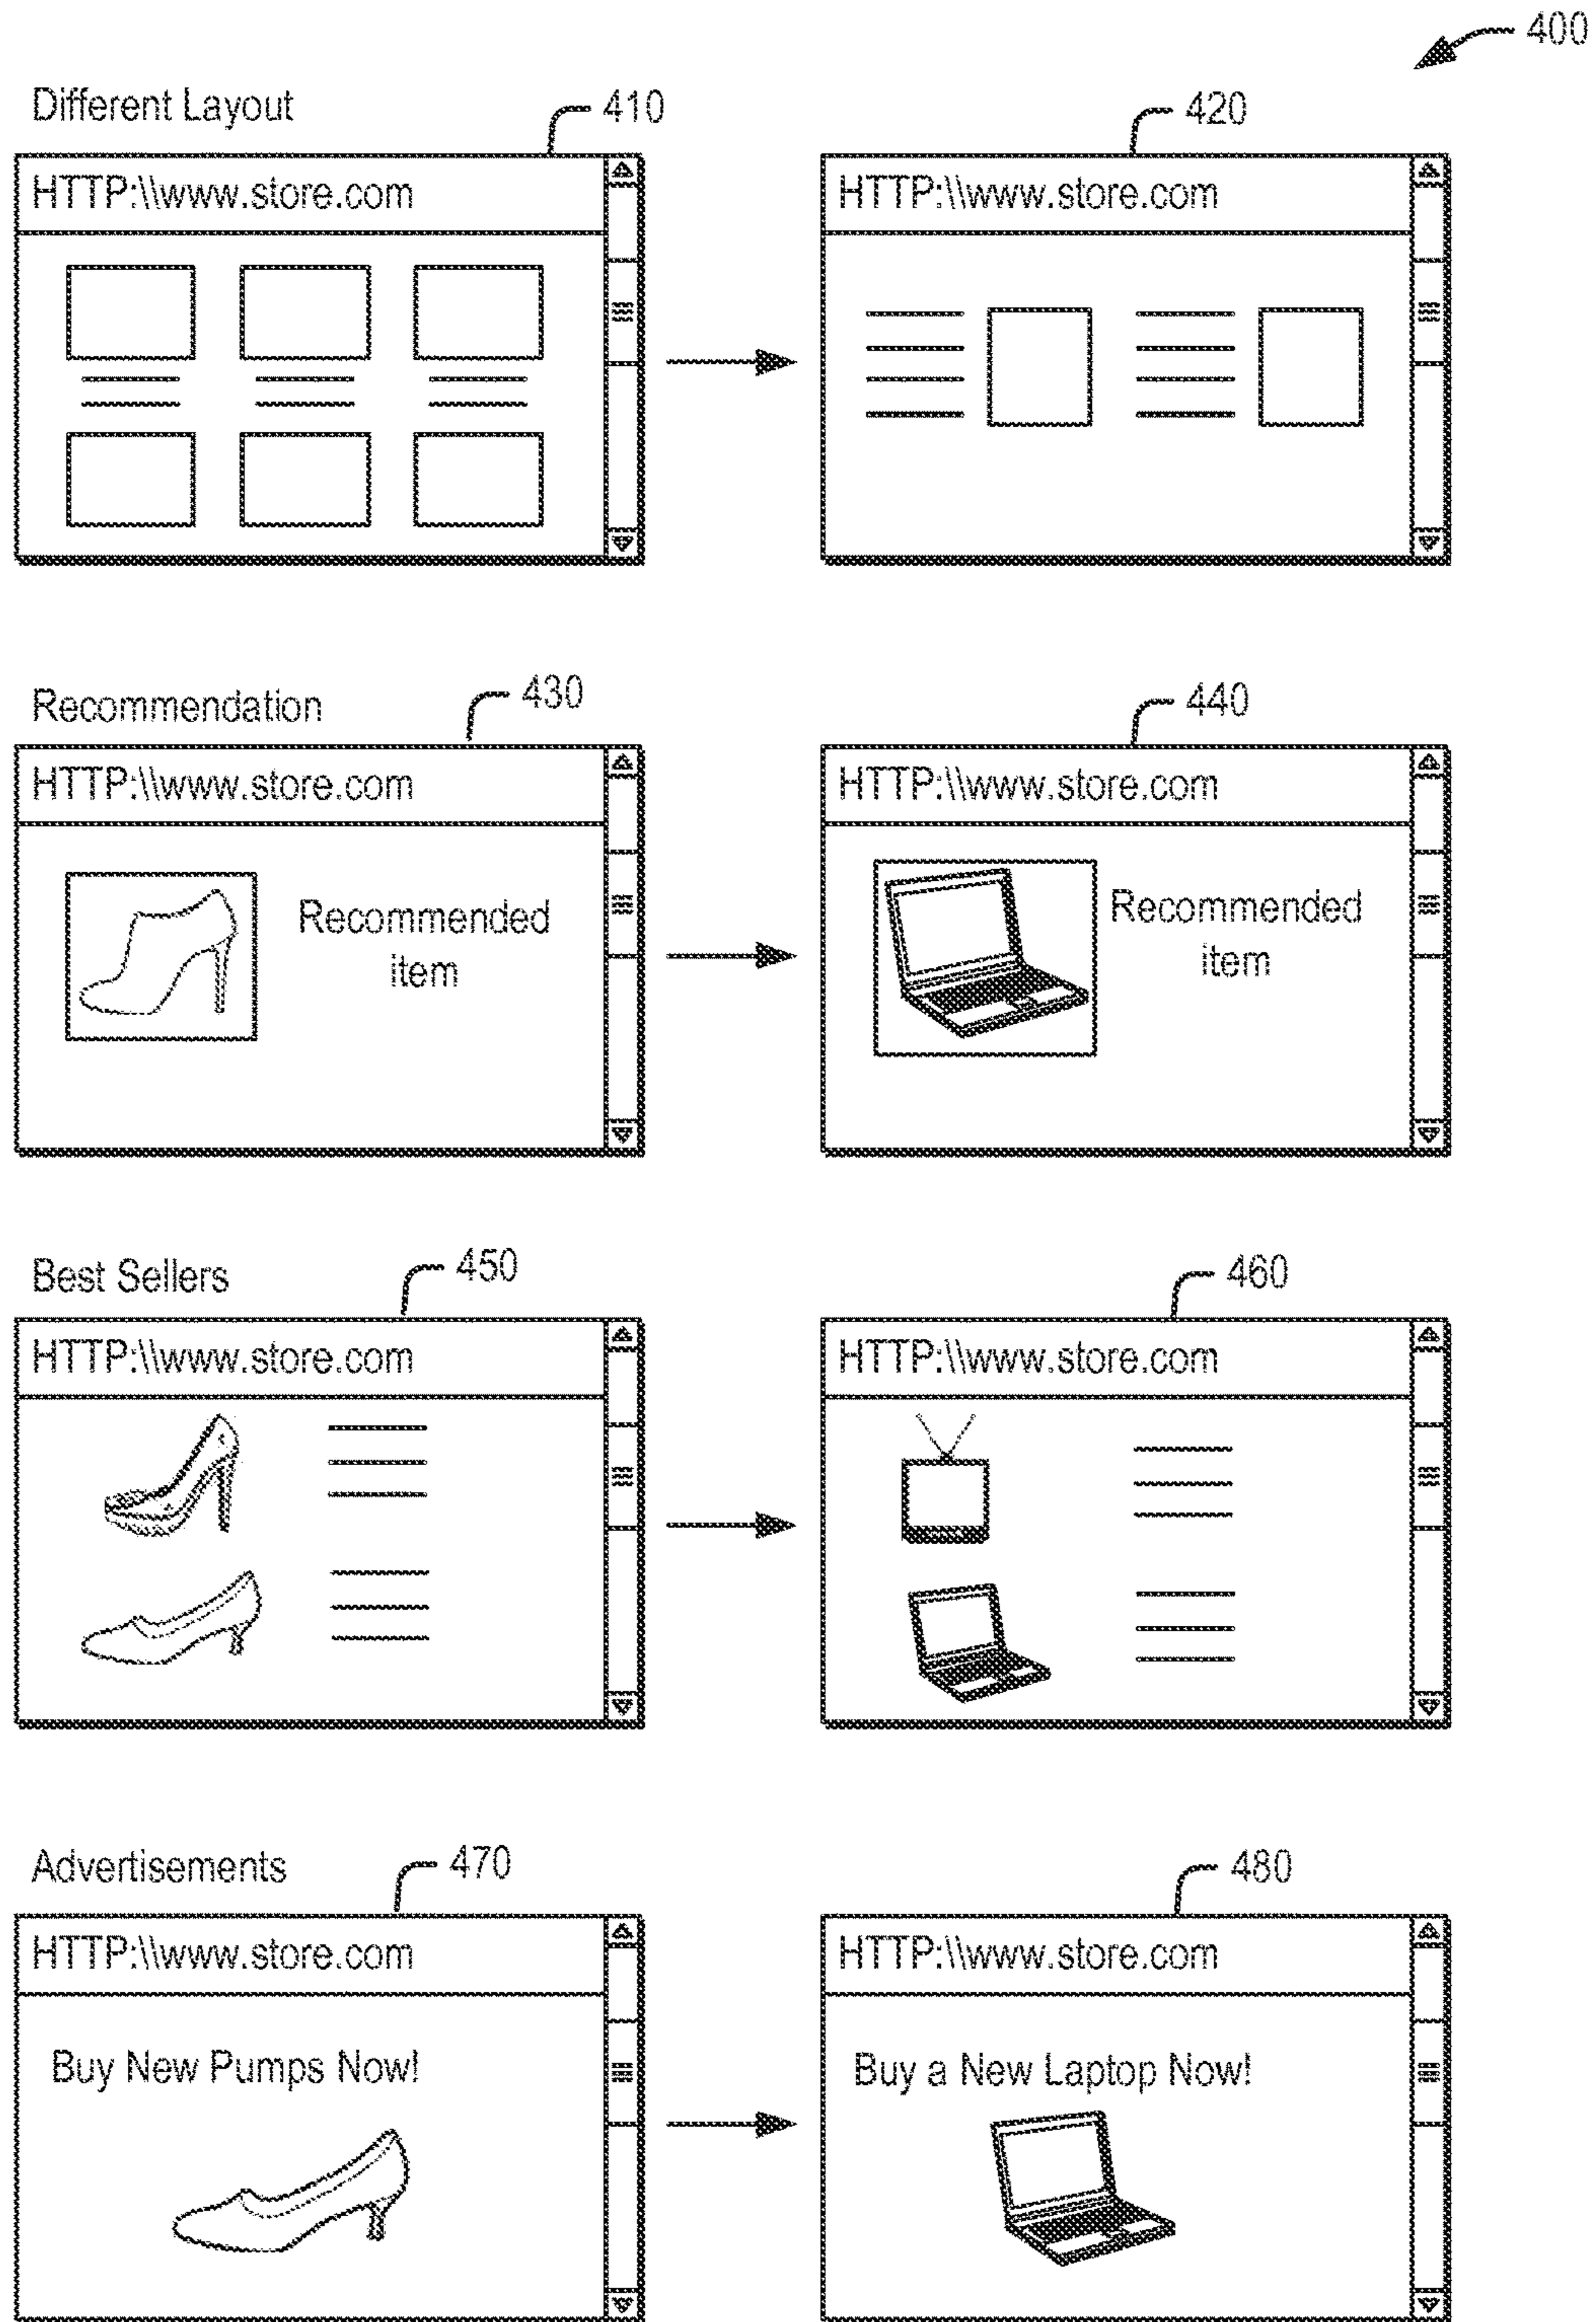 400
Different Layout
410
420
HTTP:\\www.store.com
HTTP:\\www.store.com
Recommendation
430
440
HTTP:\\www.store.com
HTTP:\\www.store.com
Recommended
item
Recommended
item
Best Sellers
450
460
HTTP:\\www.store.com
HTTP:\\www.store.com
Advertisements
470
480
HTTP:\\www.store.com
HTTP:\\www.store.com
Buy New Pumps Now!
Buy a New Laptop Now!